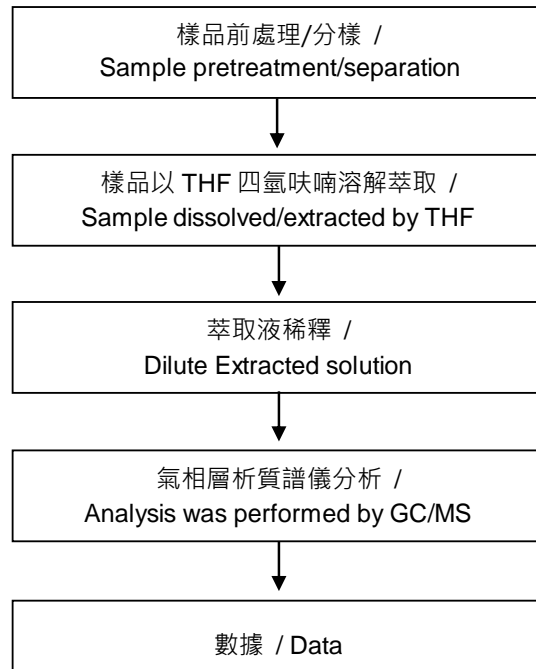 樣品前處理/分樣 /
Sample pretreatment/separation
樣品以 THF 四氫呋喃溶解萃取 /
Sample dissolved/extracted by THF
萃取液稀釋 /
Dilute Extracted solution
氣相層析質譜儀分析 /
Analysis was performed by GC/MS
數據 / Data